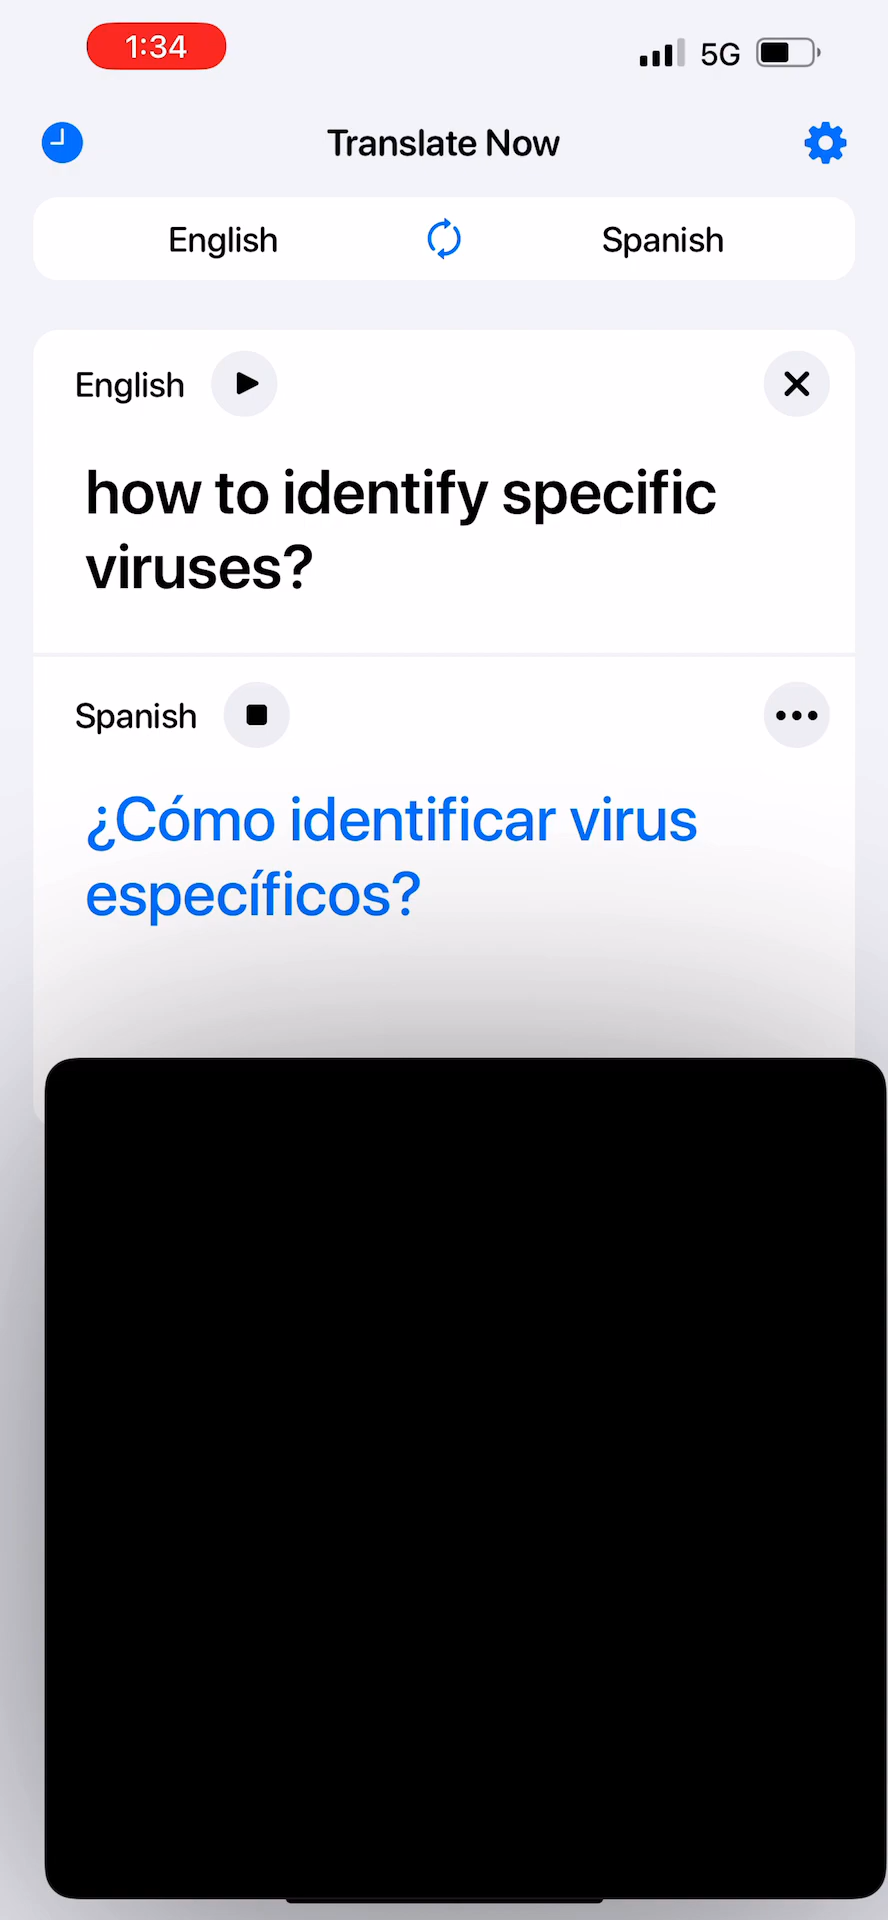 1:34
5G
Translate Now
English
Spanish
English
how to identify specific
viruses?
Spanish
¿Cómo identificar virus
específicos?